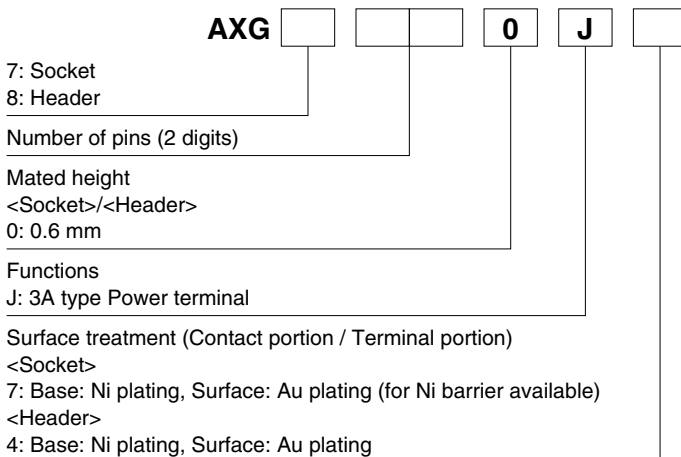 AXG 0 J
7: Socket
8: Header
Number of pins (2 digits)
Mated height
<Socket>/<Header>
0: 0.6 mm
Functions
J: 3A type Power terminal
Surface treatment (Contact portion / Terminal portion)
<Socket>
7: Base: Ni plating, Surface: Au plating (for Ni barrier available)
<Header>
4: Base: Ni plating, Surface: Au plating